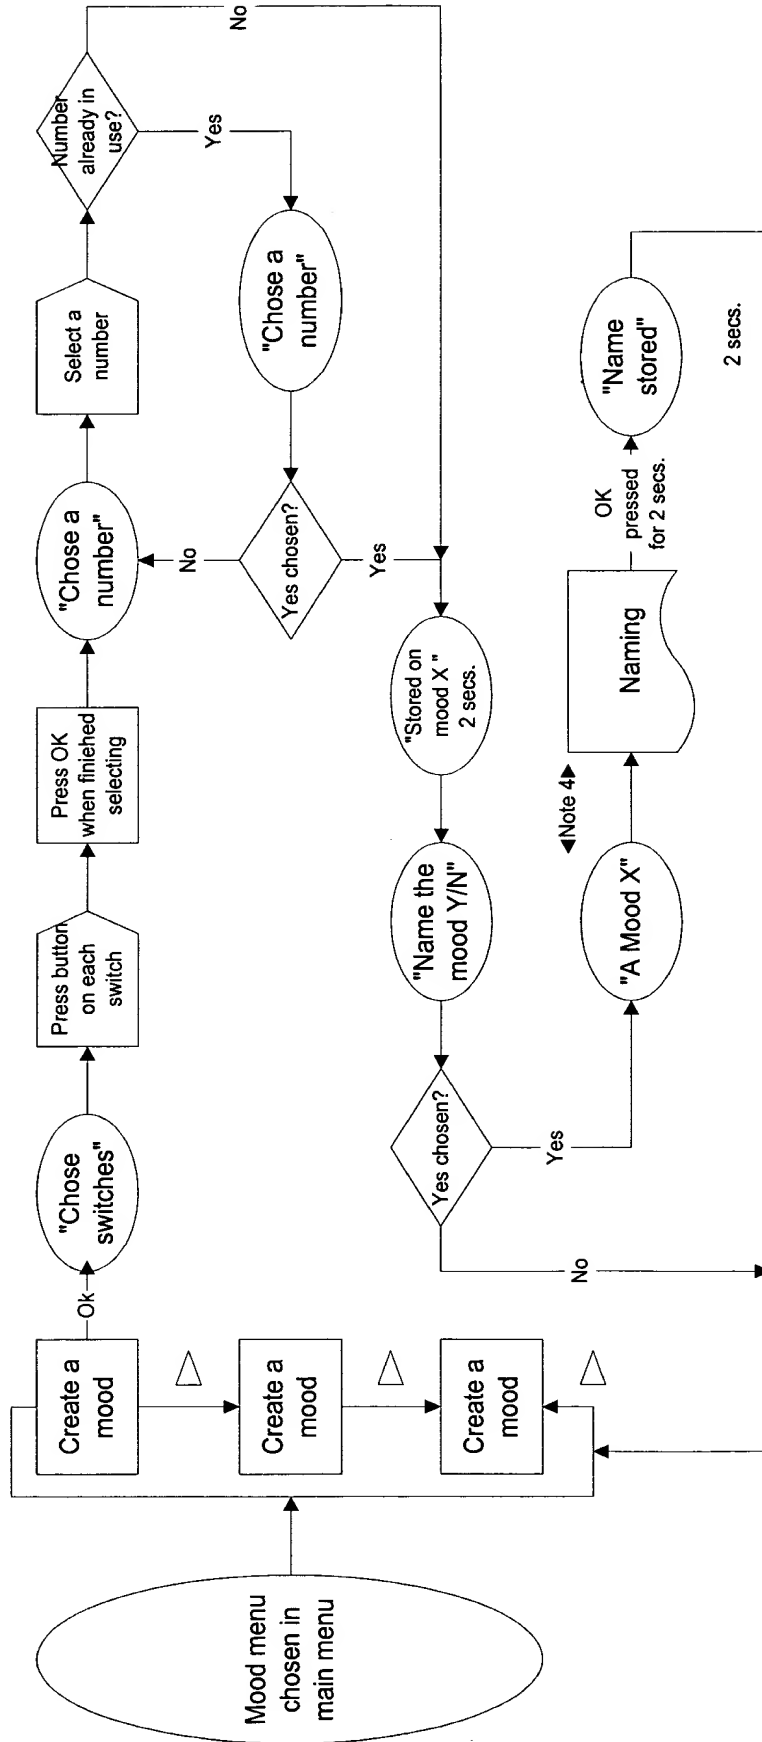 Mood menu
chosen in
main menu
Create a
mood
Ok
"Chose
switches"
Press button
on each
switch
Press OK
when finiehed
selecting
"Chose a
number"
Select a
number
Number
already in
use?
No
Yes
"Chose a
number"
Yes chosen?
No
Yes
Create a
mood
Create a
mood
"Stored on
mood X "
2 secs.
"Name the
mood Y/N"
Yes chosen?
Yes
No
"A Mood X"
Note 4
Naming
OK
pressed
for 2 secs.
"Name
stored"
2 secs.